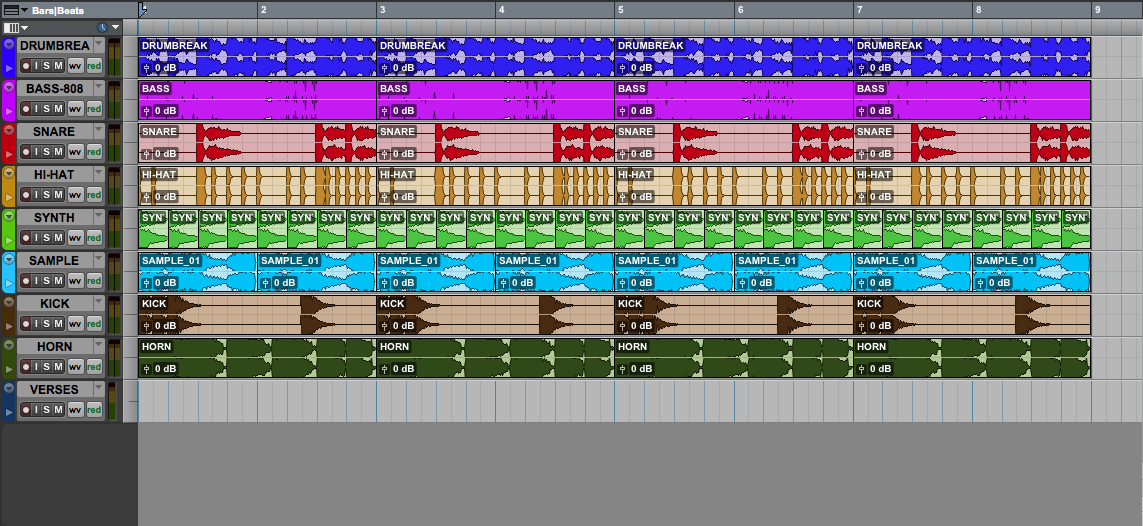 Bars|Beats 2 3 4 5 6 7 8 9
DRUMBREA DRUMBREAK DRUMBREAK DRUMBREAK DRUMBREAK
I S M wv red 0 dB 0 dB 0 dB 0 dB
BASS-808 BASS BASS BASS BASS
I S M wv red 0 dB 0 dB 0 dB 0 dB
SNARE SNARE SNARE SNARE SNARE
I S M wv red 0 dB 0 dB 0 dB 0 dB
HI-HAT HI-HAT HI-HAT HI-HAT HI-HAT
I S M wv red 0 dB 0 dB 0 dB 0 dB
SYNTH SYN SYN SYN SYN SYN SYN SYN SYN SYN SYN SYN SYN SYN SYN SYN SYN SYN SYN SYN SYN SYN SYN SYN SYN SYN SYN SYN SYN SYN SYN SYN SYN
I S M wv red
SAMPLE SAMPLE_01 SAMPLE_01 SAMPLE_01 SAMPLE_01 SAMPLE_01 SAMPLE_01 SAMPLE_01 SAMPLE_01
I S M wv red 0 dB 0 dB 0 dB 0 dB 0 dB 0 dB 0 dB 0 dB
KICK KICK KICK KICK KICK
I S M wv red 0 dB 0 dB 0 dB 0 dB
HORN HORN HORN HORN HORN
I S M wv red 0 dB 0 dB 0 dB 0 dB
VERSES
I S M wv red